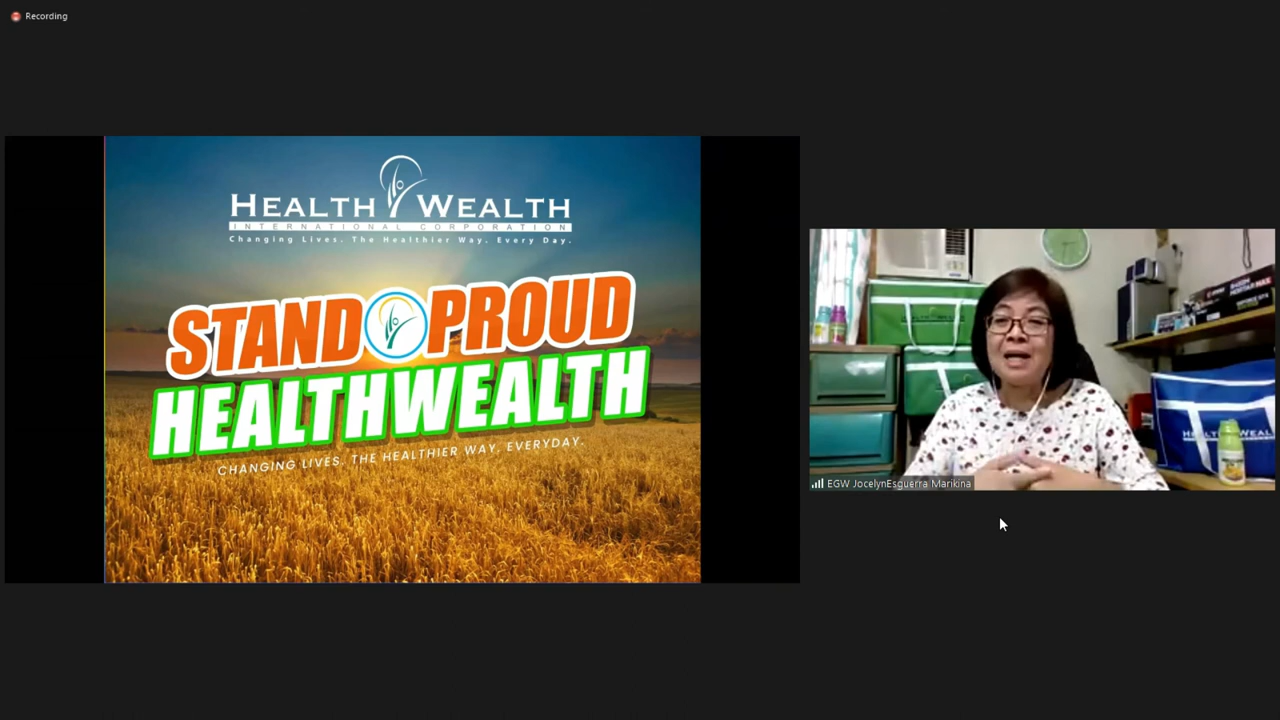 Recording
HEALTH WEALTH
INTERNATIONAL CORPORATION
Changing Lives. The Healthier Way. Every Day.
STAND PROUD
HEALTHWEALTH
CHANGING LIVES. THE HEALTHIER WAY, EVERYDAY.
EGW JocelynEsguerra Marikina